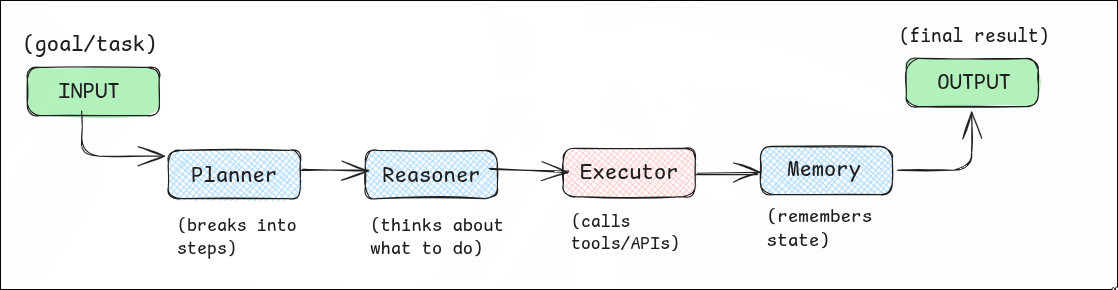 (goal/task)
INPUT
(final result)
OUTPUT
Planner
(breaks into
steps)
Reasoner
(thinks about
what to do)
Executor
(calls
tools/APIs)
Memory
(remembers
state)